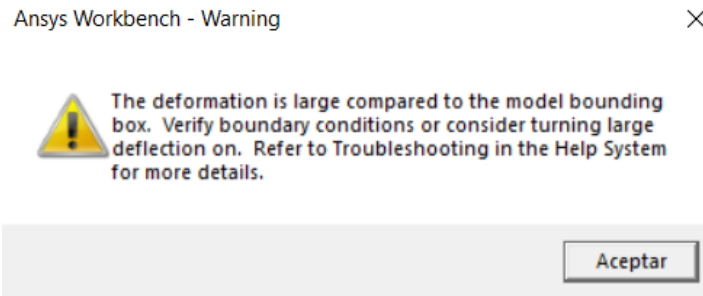 Ansys Workbench - Warning
The deformation is large compared to the model bounding
box.  Verify boundary conditions or consider turning large
deflection on.  Refer to Troubleshooting in the Help System
for more details.
Aceptar